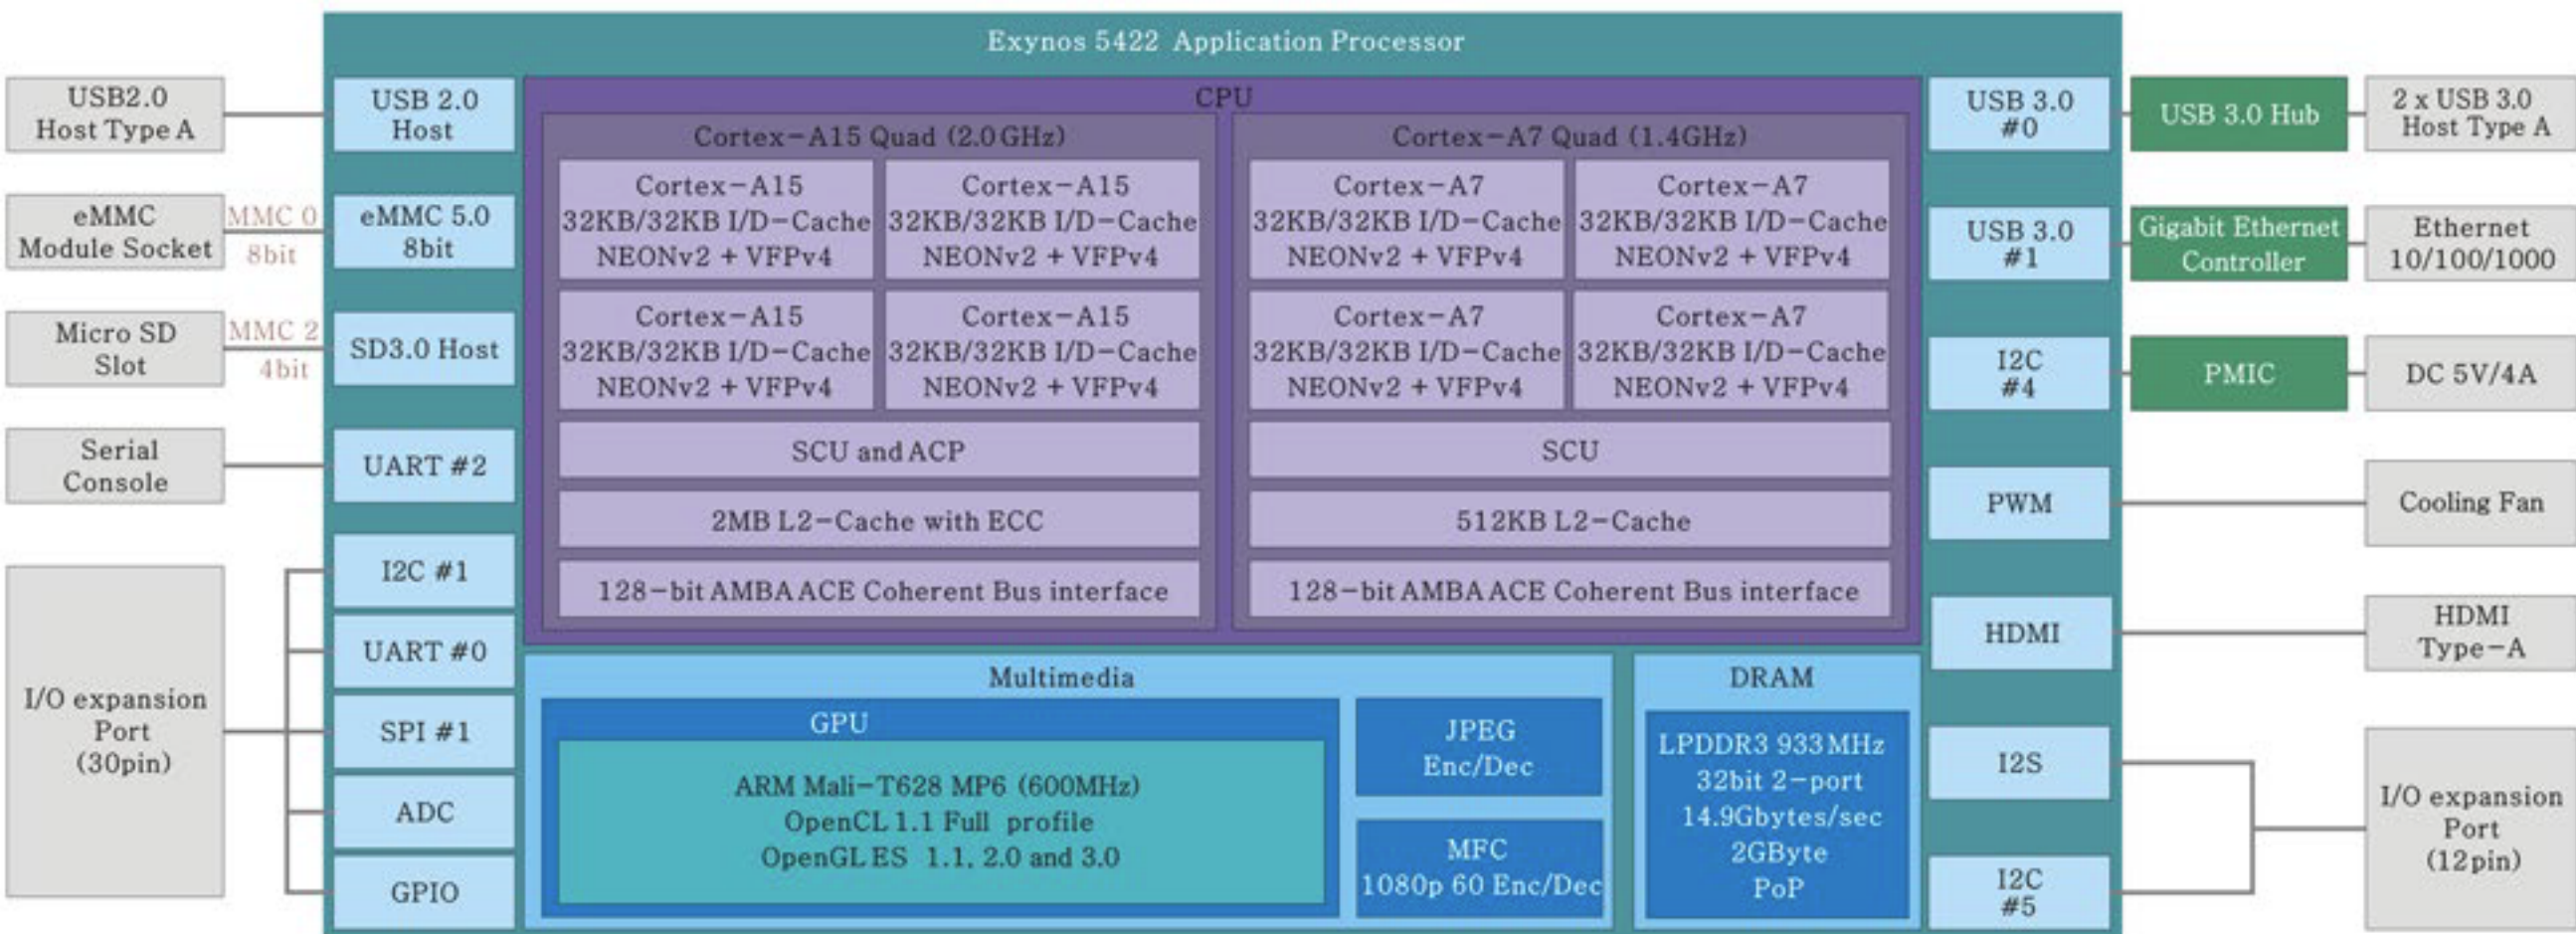 Exynos 5422 Application Processor
USB2.0
Host Type A
eMMC
Module Socket
MMC 0
8bit
Micro SD
Slot
MMC 2
4bit
Serial
Console
I/O expansion
Port
(30pin)
USB 2.0
Host
eMMC 5.0
8bit
SD3.0 Host
UART #2
I2C #1
UART #0
SPI #1
ADC
GPIO
CPU
Cortex-A15 Quad (2.0GHz)
Cortex-A15
32KB/32KB I/D-Cache
NEONv2 + VFPv4
Cortex-A15
32KB/32KB I/D-Cache
NEONv2 + VFPv4
Cortex-A15
32KB/32KB I/D-Cache
NEONv2 + VFPv4
Cortex-A15
32KB/32KB I/D-Cache
NEONv2 + VFPv4
SCU and ACP
2MB L2-Cache with ECC
128-bit AMBA ACE Coherent Bus interface
Cortex-A7 Quad (1.4GHz)
Cortex-A7
32KB/32KB I/D-Cache
NEONv2 + VFPv4
Cortex-A7
32KB/32KB I/D-Cache
NEONv2 + VFPv4
Cortex-A7
32KB/32KB I/D-Cache
NEONv2 + VFPv4
Cortex-A7
32KB/32KB I/D-Cache
NEONv2 + VFPv4
SCU
512KB L2-Cache
128-bit AMBA ACE Coherent Bus interface
Multimedia
GPU
ARM Mali-T628 MP6 (600MHz)
OpenCL 1.1 Full profile
OpenGL ES 1.1, 2.0 and 3.0
JPEG
Enc/Dec
MFC
1080p 60 Enc/Dec
DRAM
LPDDR3 933MHz
32bit 2-port
14.9Gbytes/sec
2GByte
PoP
USB 3.0
#0
USB 3.0
#1
I2C
#4
PWM
HDMI
I2S
I2C
#5
USB 3.0 Hub
Gigabit Ethernet
Controller
PMIC
2 x USB 3.0
Host Type A
Ethernet
10/100/1000
DC 5V/4A
Cooling Fan
HDMI
Type-A
I/O expansion
Port
(12pin)